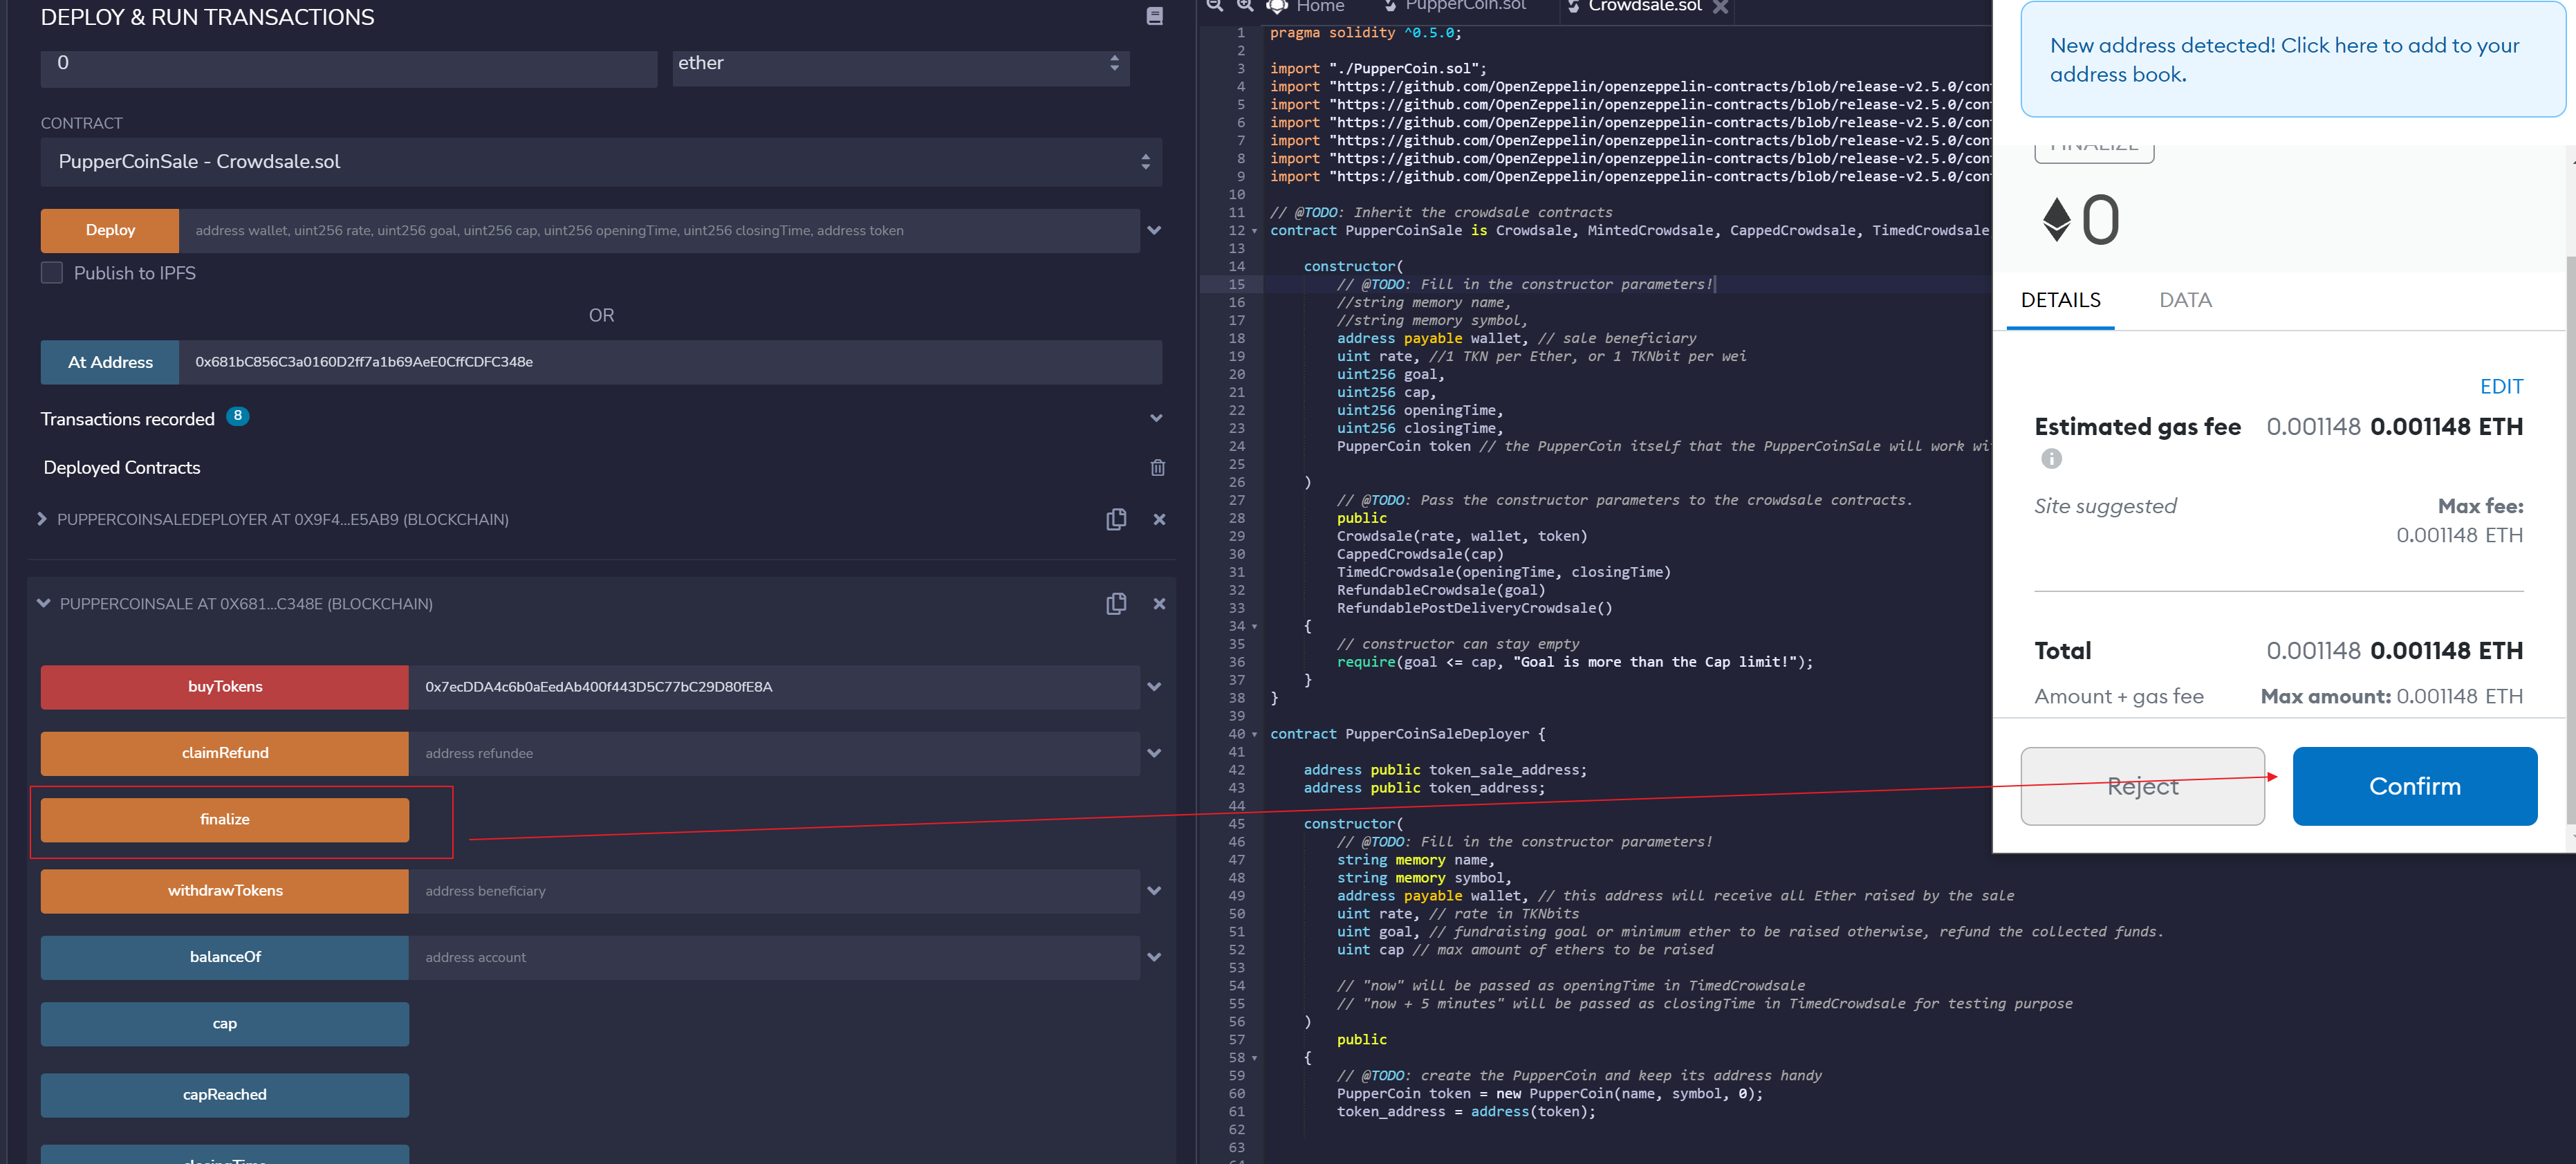 DEPLOY & RUN TRANSACTIONS
0
ether
CONTRACT
PupperCoinSale - Crowdsale.sol
Deploy
address wallet, uint256 rate, uint256 goal, uint256 cap, uint256 openingTime, uint256 closingTime, address token
Publish to IPFS
OR
At Address
0x681bC856C3a0160D2ff7a1b69AeE0CffCDFC348e
Transactions recorded 8
Deployed Contracts
PUPPERCOINSALEDEPLOYER AT 0X9F4...E5AB9 (BLOCKCHAIN)
PUPPERCOINSALE AT 0X681...C348E (BLOCKCHAIN)
buyTokens
0x7ecDDA4c6b0aEedAb400f443D5C77bC29D80fE8A
claimRefund
address refundee
finalize
withdrawTokens
address beneficiary
balanceOf
address account
cap
capReached
closingTime
Home
PupperCoin.sol
Crowdsale.sol
1 pragma solidity ^0.5.0;
2
3 import "./PupperCoin.sol";
4 import "https://github.com/OpenZeppelin/openzeppelin-contracts/blob/release-v2.5.0/con
5 import "https://github.com/OpenZeppelin/openzeppelin-contracts/blob/release-v2.5.0/con
6 import "https://github.com/OpenZeppelin/openzeppelin-contracts/blob/release-v2.5.0/con
7 import "https://github.com/OpenZeppelin/openzeppelin-contracts/blob/release-v2.5.0/con
8 import "https://github.com/OpenZeppelin/openzeppelin-contracts/blob/release-v2.5.0/con
9 import "https://github.com/OpenZeppelin/openzeppelin-contracts/blob/release-v2.5.0/con
10
11 // @TODO: Inherit the crowdsale contracts
12 contract PupperCoinSale is Crowdsale, MintedCrowdsale, CappedCrowdsale, TimedCrowdsale
13
14 constructor(
15 // @TODO: Fill in the constructor parameters!
16 //string memory name,
17 //string memory symbol,
18 address payable wallet, // sale beneficiary
19 uint rate, //1 TKN per Ether, or 1 TKNbit per wei
20 uint256 goal,
21 uint256 cap,
22 uint256 openingTime,
23 uint256 closingTime,
24 PupperCoin token // the PupperCoin itself that the PupperCoinSale will work wi
25
26 )
27 // @TODO: Pass the constructor parameters to the crowdsale contracts.
28 public
29 Crowdsale(rate, wallet, token)
30 CappedCrowdsale(cap)
31 TimedCrowdsale(openingTime, closingTime)
32 RefundableCrowdsale(goal)
33 RefundablePostDeliveryCrowdsale()
34 {
35 // constructor can stay empty
36 require(goal <= cap, "Goal is more than the Cap limit!");
37 }
38 }
39
40 contract PupperCoinSaleDeployer {
41
42 address public token_sale_address;
43 address public token_address;
44
45 constructor(
46 // @TODO: Fill in the constructor parameters!
47 string memory name,
48 string memory symbol,
49 address payable wallet, // this address will receive all Ether raised by the sale
50 uint rate, // rate in TKNbits
51 uint goal, // fundraising goal or minimum ether to be raised otherwise, refund the collected funds.
52 uint cap // max amount of ethers to be raised
53
54 // "now" will be passed as openingTime in TimedCrowdsale
55 // "now + 5 minutes" will be passed as closingTime in TimedCrowdsale for testing purpose
56 )
57 public
58 {
59 // @TODO: create the PupperCoin and keep its address handy
60 PupperCoin token = new PupperCoin(name, symbol, 0);
61 token_address = address(token);
62
63
New address detected! Click here to add to your
address book.
FINALIZE
0
DETAILS
DATA
EDIT
Estimated gas fee 0.001148 0.001148 ETH
Site suggested
Max fee:
0.001148 ETH
Total 0.001148 0.001148 ETH
Amount + gas fee Max amount: 0.001148 ETH
Reject
Confirm